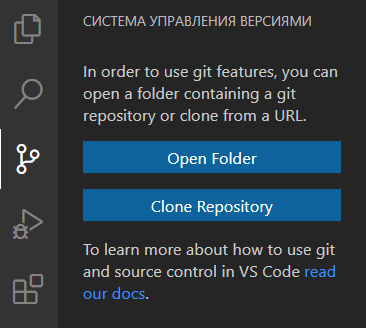 СИСТЕМА УПРАВЛЕНИЯ ВЕРСИЯМИ
In order to use git features, you can
open a folder containing a git
repository or clone from a URL.
Open Folder
Clone Repository
To learn more about how to use git
and source control in VS Code read
our docs.